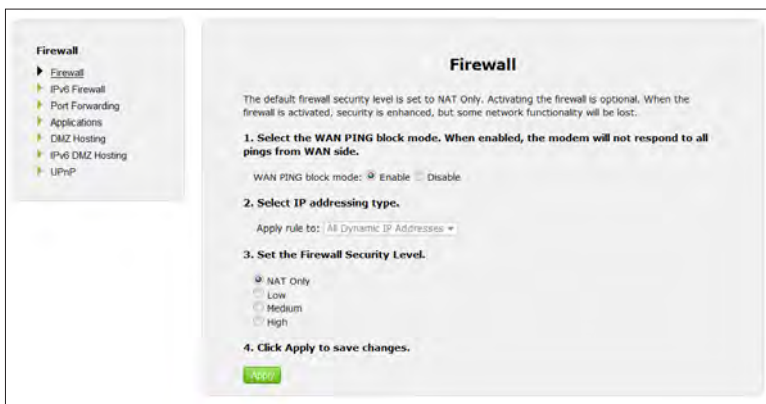 Firewall
Firewall
IPv6 Firewall
Port Forwarding
Applications
DMZ Hosting
IPv6 DMZ Hosting
UPnP
Firewall
The default firewall security level is set to NAT Only. Activating the firewall is optional. When the
firewall is activated, security is enhanced, but some network functionality will be lost.
1. Select the WAN PING block mode. When enabled, the modem will not respond to all
pings from WAN side.
WAN PING block mode: Enable Disable
2. Select IP addressing type.
Apply rule to: All Dynamic IP Addresses
3. Set the Firewall Security Level.
NAT Only
Low
Medium
High
4. Click Apply to save changes.
Apply